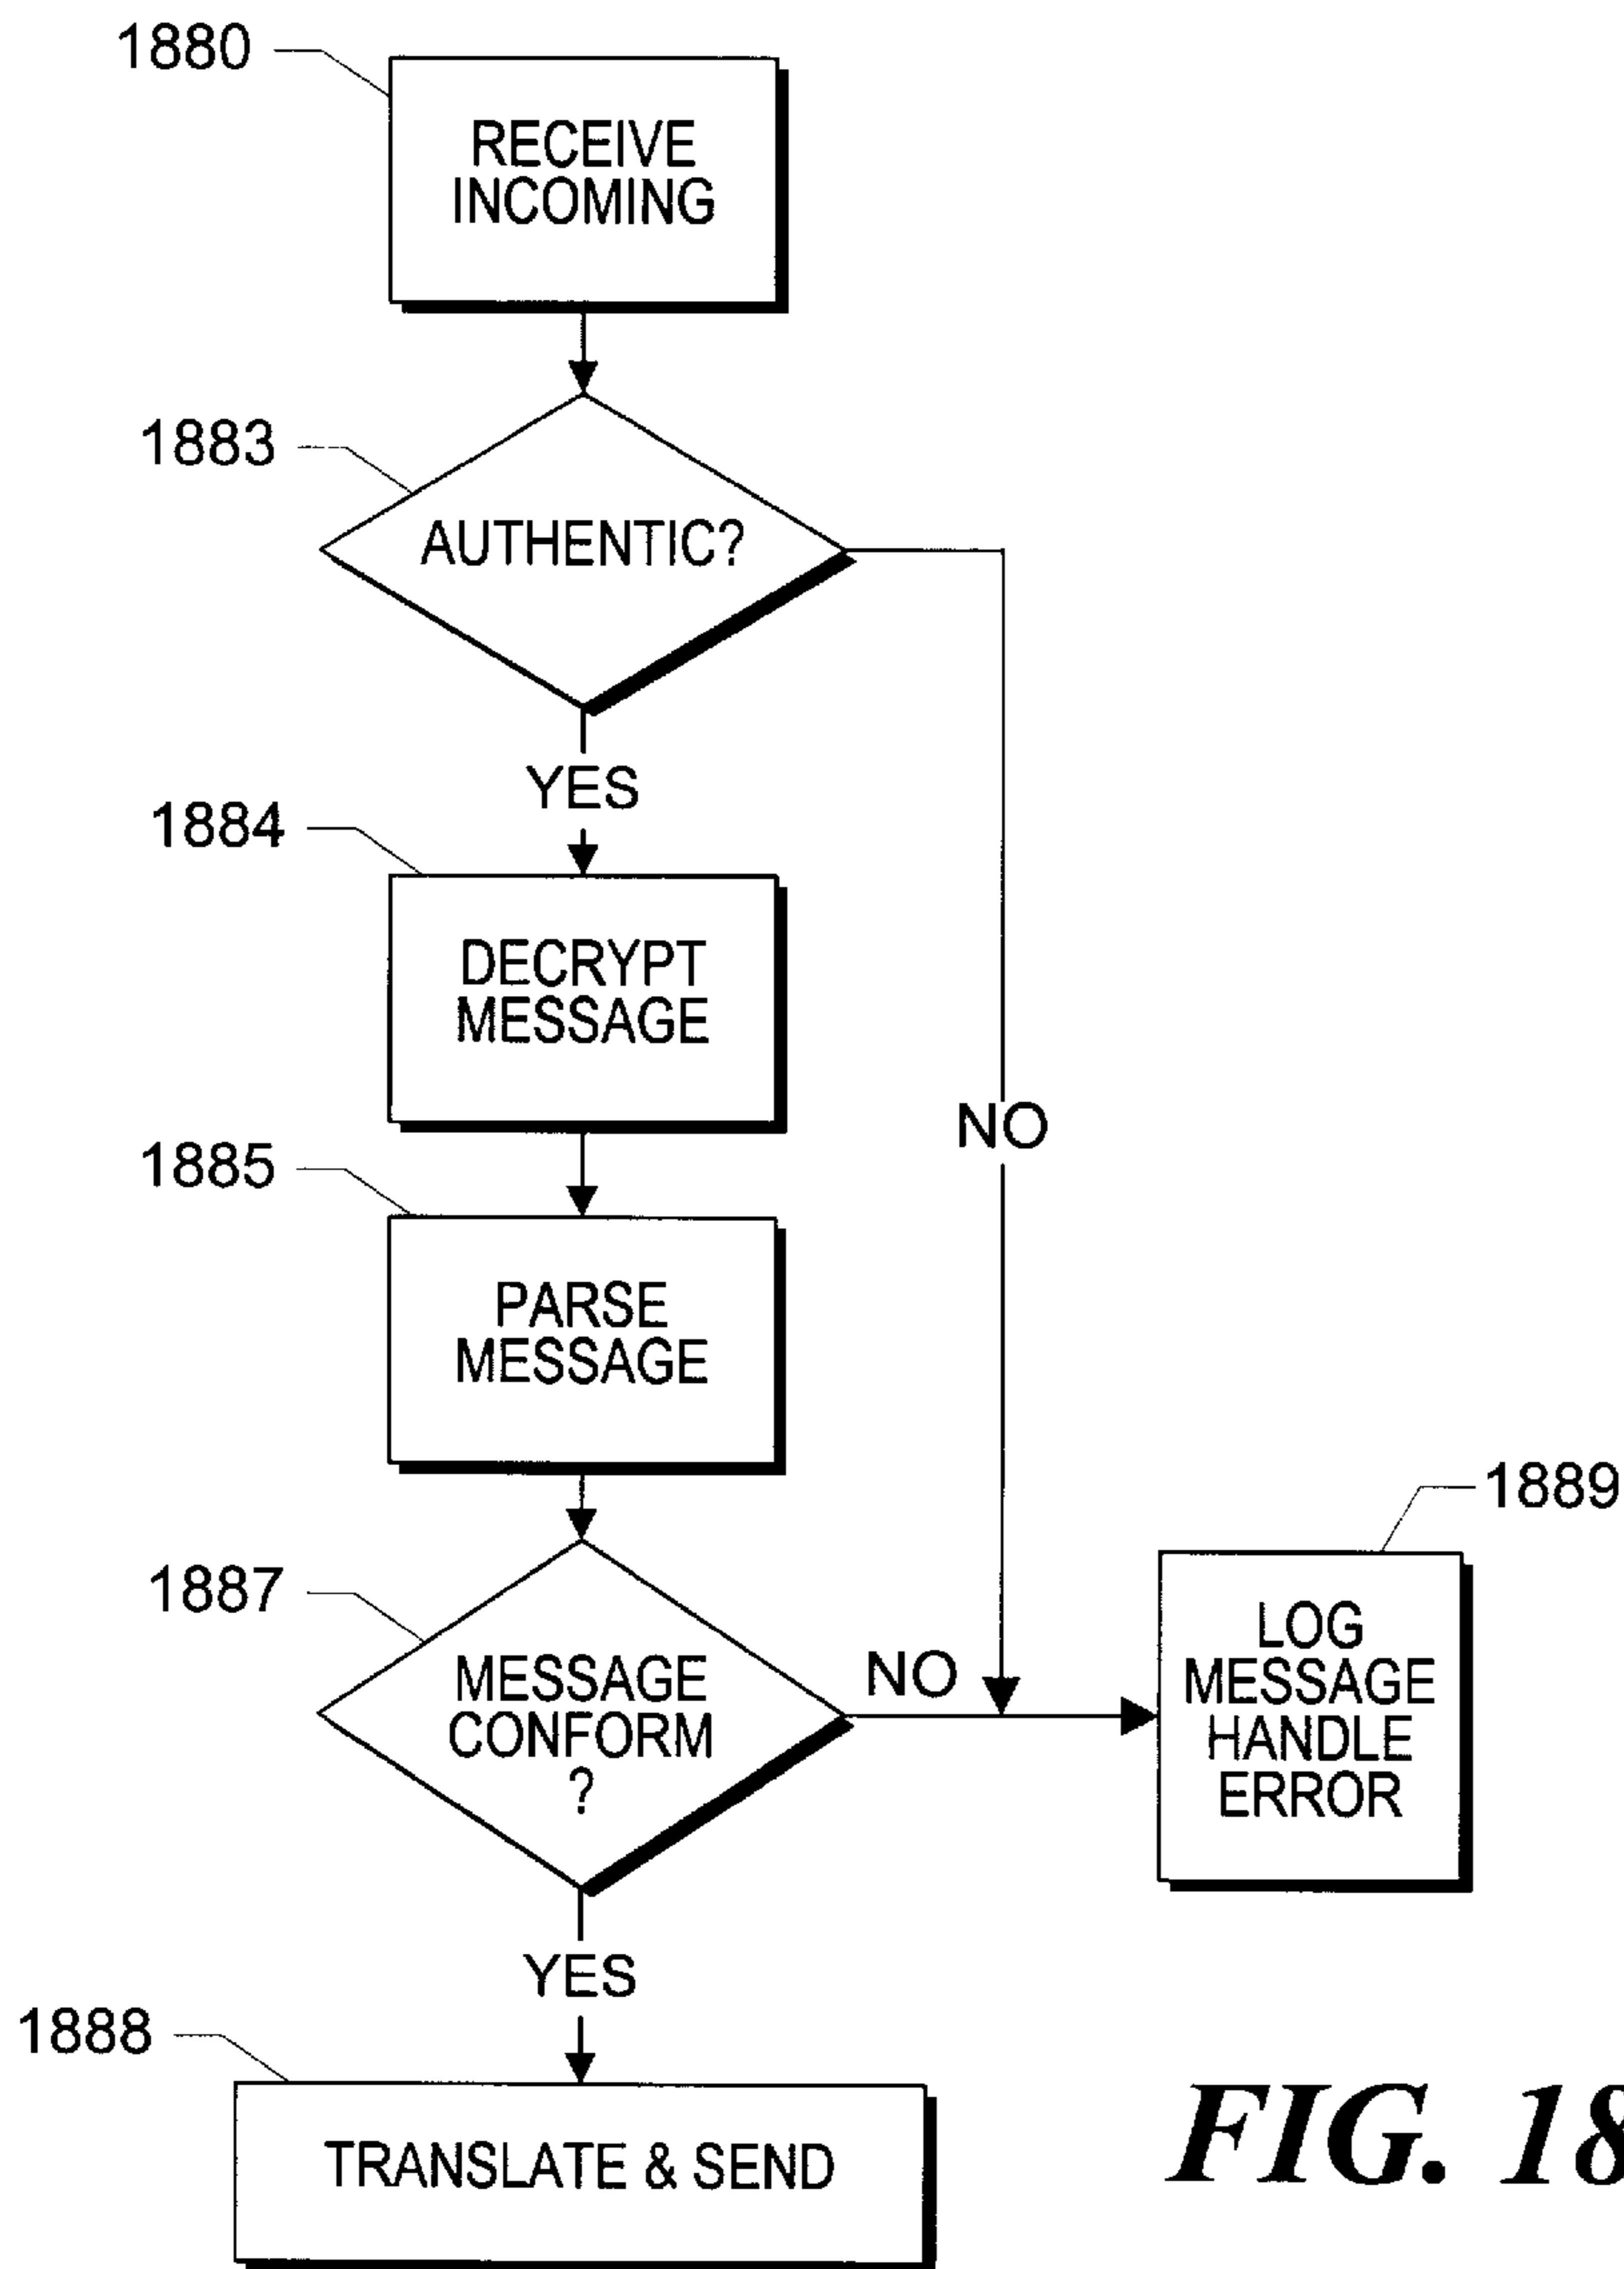 1880
RECEIVE
INCOMING
1883
AUTHENTIC?
YES
1884
DECRYPT
MESSAGE
NO
1885
PARSE
MESSAGE
1889
1887
MESSAGE
CONFORM
?
NO
LOG
MESSAGE
HANDLE
ERROR
YES
1888
TRANSLATE & SEND
FIG. 18